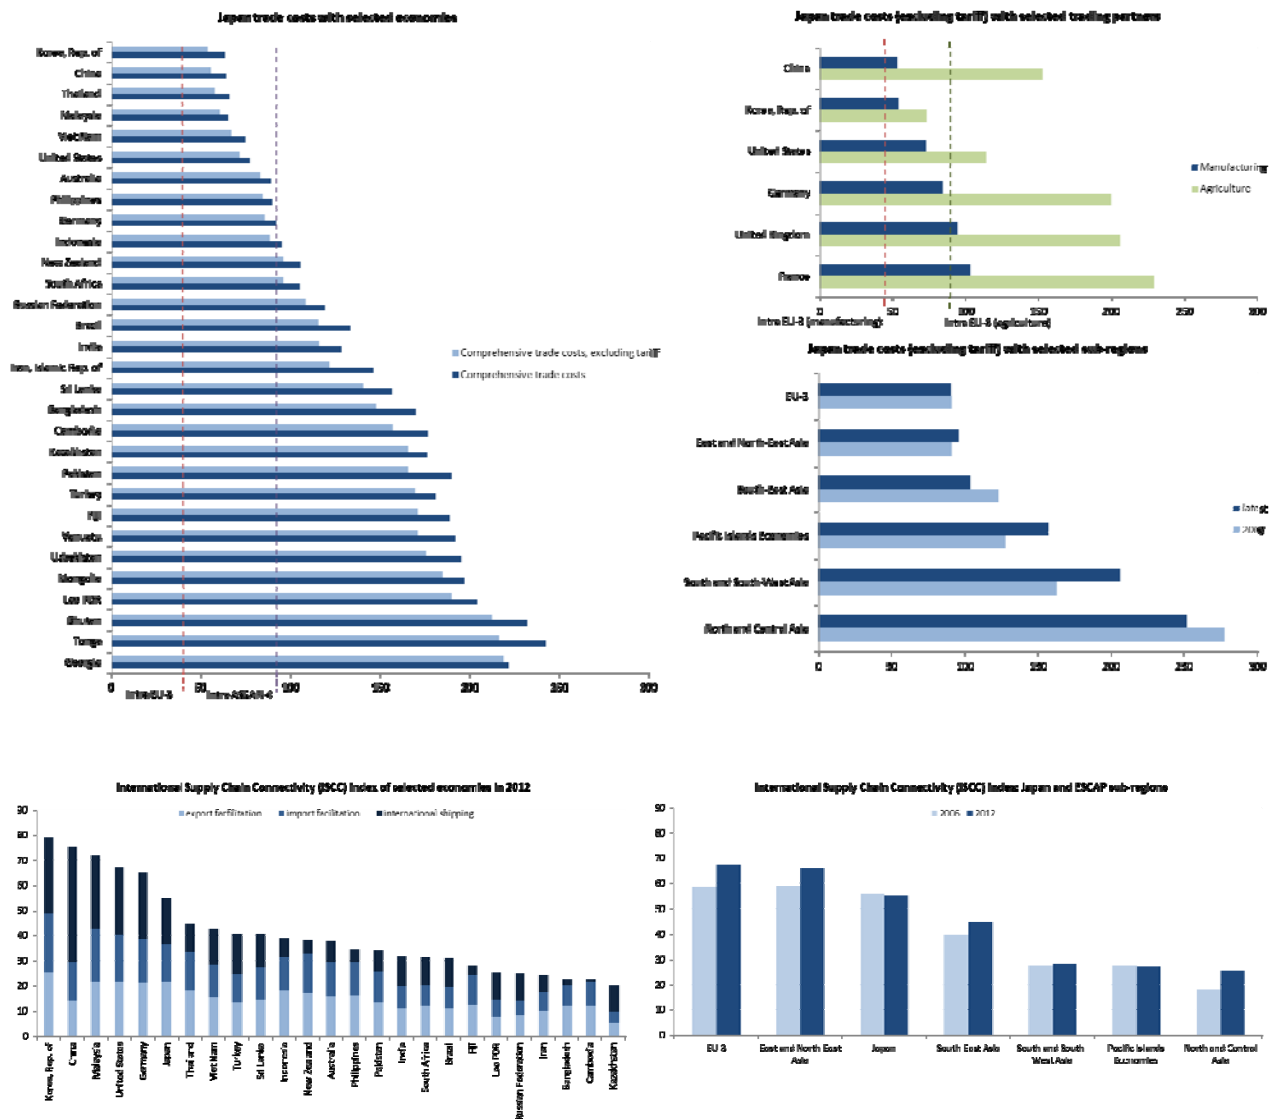 Japan trade costs with selected economies
Korea, Rep. of
China
Thailand
Malaysia
Viet Nam
United States
Australia
Philippines
Germany
Indonesia
New Zealand
South Africa
Russian Federation
Brazil
India
Iran, Islamic Rep. of
Sri Lanka
Bangladesh
Cambodia
Kazakhstan
Pakistan
Turkey
Fiji
Vanuatu
Uzbekistan
Mongolia
Lao PDR
Bhutan
Tonga
Georgia
0 50 100 150 200 250 300
Intra EU-3 Intra ASEAN-4
Comprehensive trade costs, excluding tariff
Comprehensive trade costs
Japan trade costs (excluding tariff) with selected trading partners
China
Korea, Rep. of
United States
Germany
United Kingdom
France
0 50 100 150 200 250 300
Intra EU-3 (manufacturing) Intra EU-3 (agriculture)
Manufacturing
Agriculture
Japan trade costs (excluding tariff) with selected sub-regions
EU-3
East and North-East Asia
South-East Asia
Pacific Islands Economies
South and South-West Asia
North and Central Asia
0 50 100 150 200 250 300
latest
International Supply Chain Connectivity (ISCC) Index of selected economies in 2012
export facfilitation import facilitation international shipping
90
80
70
60
50
40
30
20
10
0
Korea, Rep. of
China
Malaysia
United States
Germany
Japan
Thailand
Viet Nam
Turkey
Sri Lanka
Indonesia
New Zealand
Australia
Philippines
Pakistan
India
South Africa
Brazil
Fiji
Lao PDR
Russian Federation
Iran
Bangladesh
Cambodia
Kazakhstan
International Supply Chain Connectivity (ISCC) Index: Japan and ESCAP sub-regions
2006 2012
90
80
70
60
50
40
30
20
10
0
EU 3
East and North East Asia
Japan
South East Asia
South and South West Asia
Pacific Islands Economies
North and Central Asia